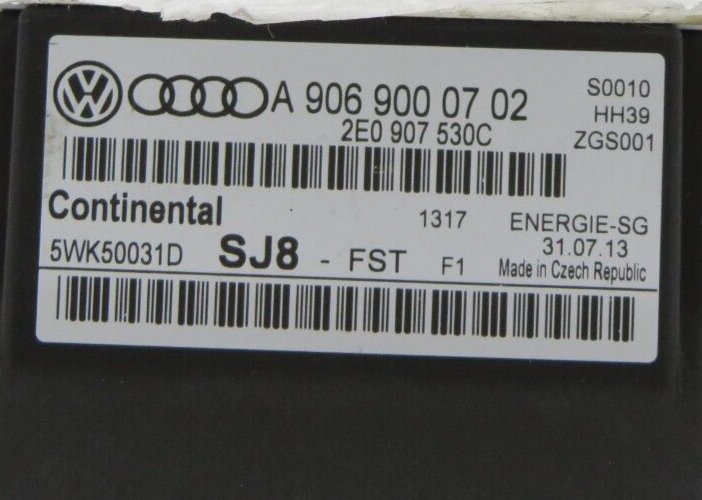 A 906 900 07 02
2E0 907 530C
S0010
HH39
ZGS001
Continental
5WK50031D SJ8 - FST F1
1317
ENERGIE-SG
31.07.13
Made in Czech Republic